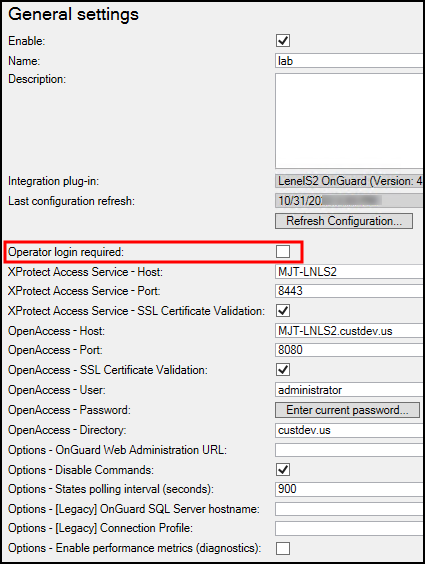 General settings
Enable:
Name: lab
Description:
Integration plug-in: LenelS2 OnGuard (Version: 4
Last configuration refresh: 10/31/20
Refresh Configuration...
Operator login required:
XProtect Access Service - Host: MJT-LNLS2
XProtect Access Service - Port: 8443
XProtect Access Service - SSL Certificate Validation:
OpenAccess - Host: MJT-LNLS2.custdev.us
OpenAccess - Port: 8080
OpenAccess - SSL Certificate Validation:
OpenAccess - User: administrator
OpenAccess - Password: Enter current password...
OpenAccess - Directory: custdev.us
Options - OnGuard Web Administration URL:
Options - Disable Commands:
Options - States polling interval (seconds): 900
Options - [Legacy] OnGuard SQL Server hostname:
Options - [Legacy] Connection Profile:
Options - Enable performance metrics (diagnostics):